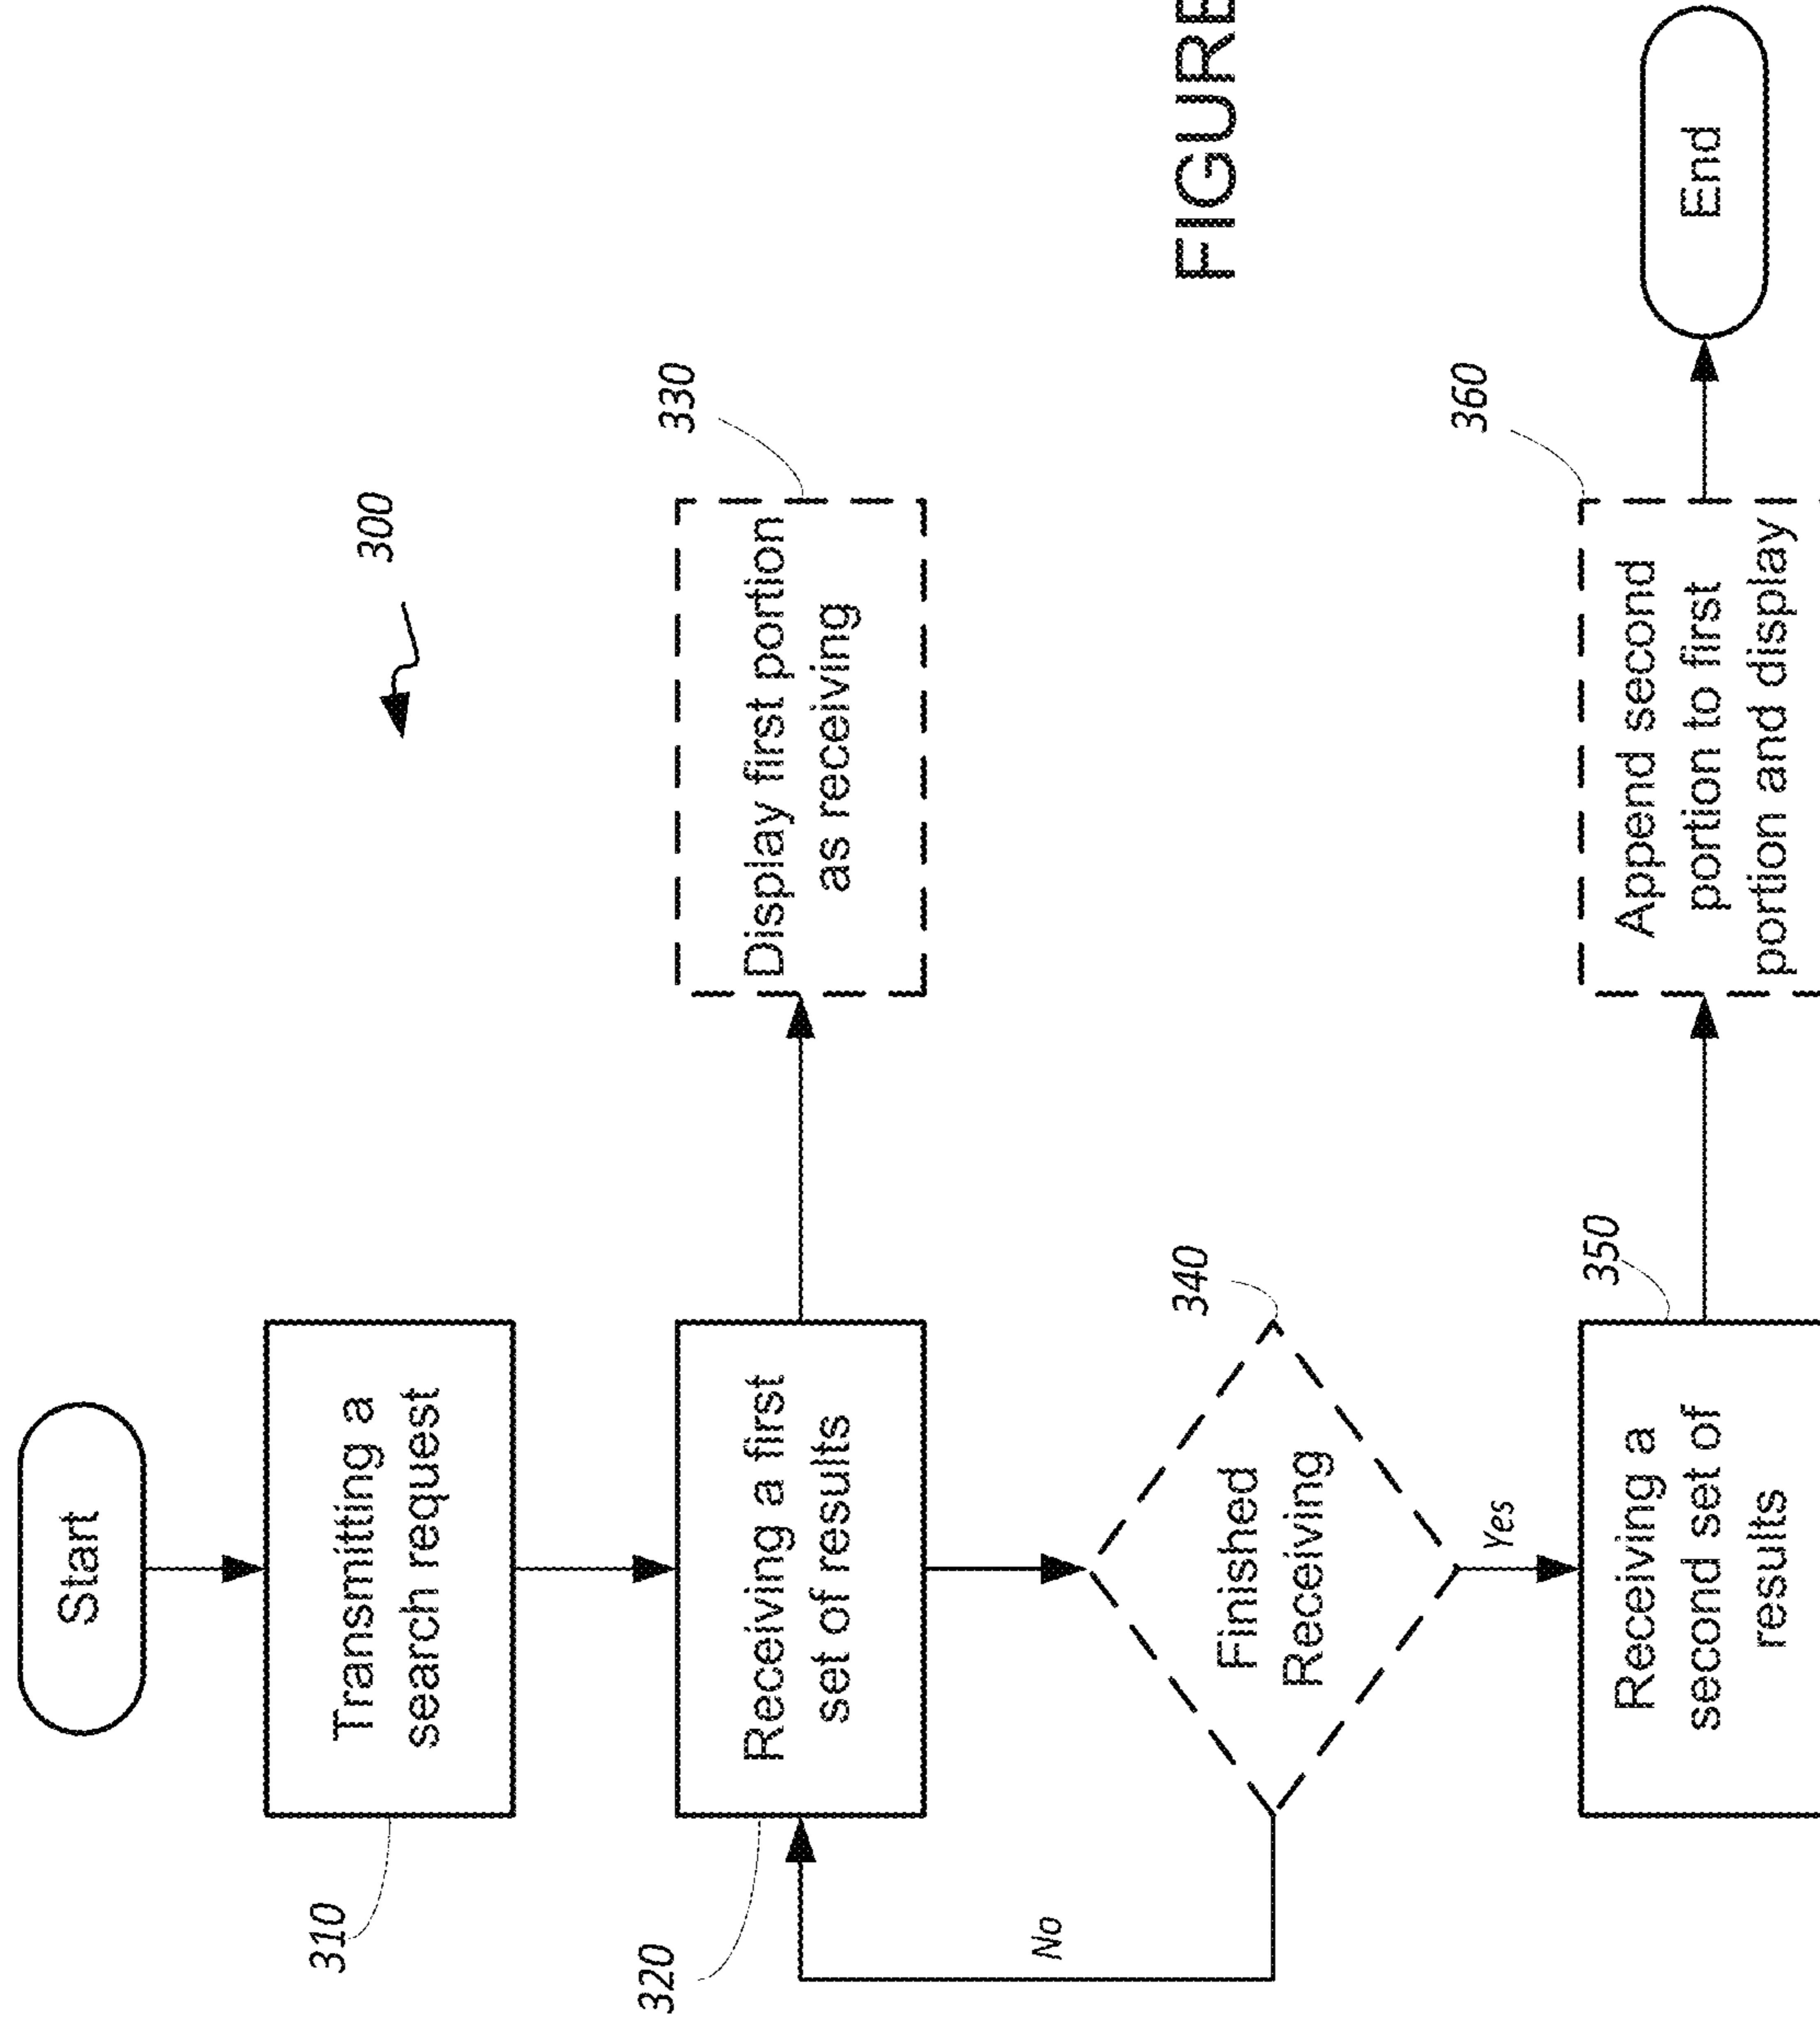 Start
300
310
Transmitting a
search request
320
Receiving a first
set of results
330
Display first portion
as receiving
No
340
Finished
Receiving
Yes
FIGURE
350
Receiving a
second set of
results
360
Append second
portion to first
portion and display
End